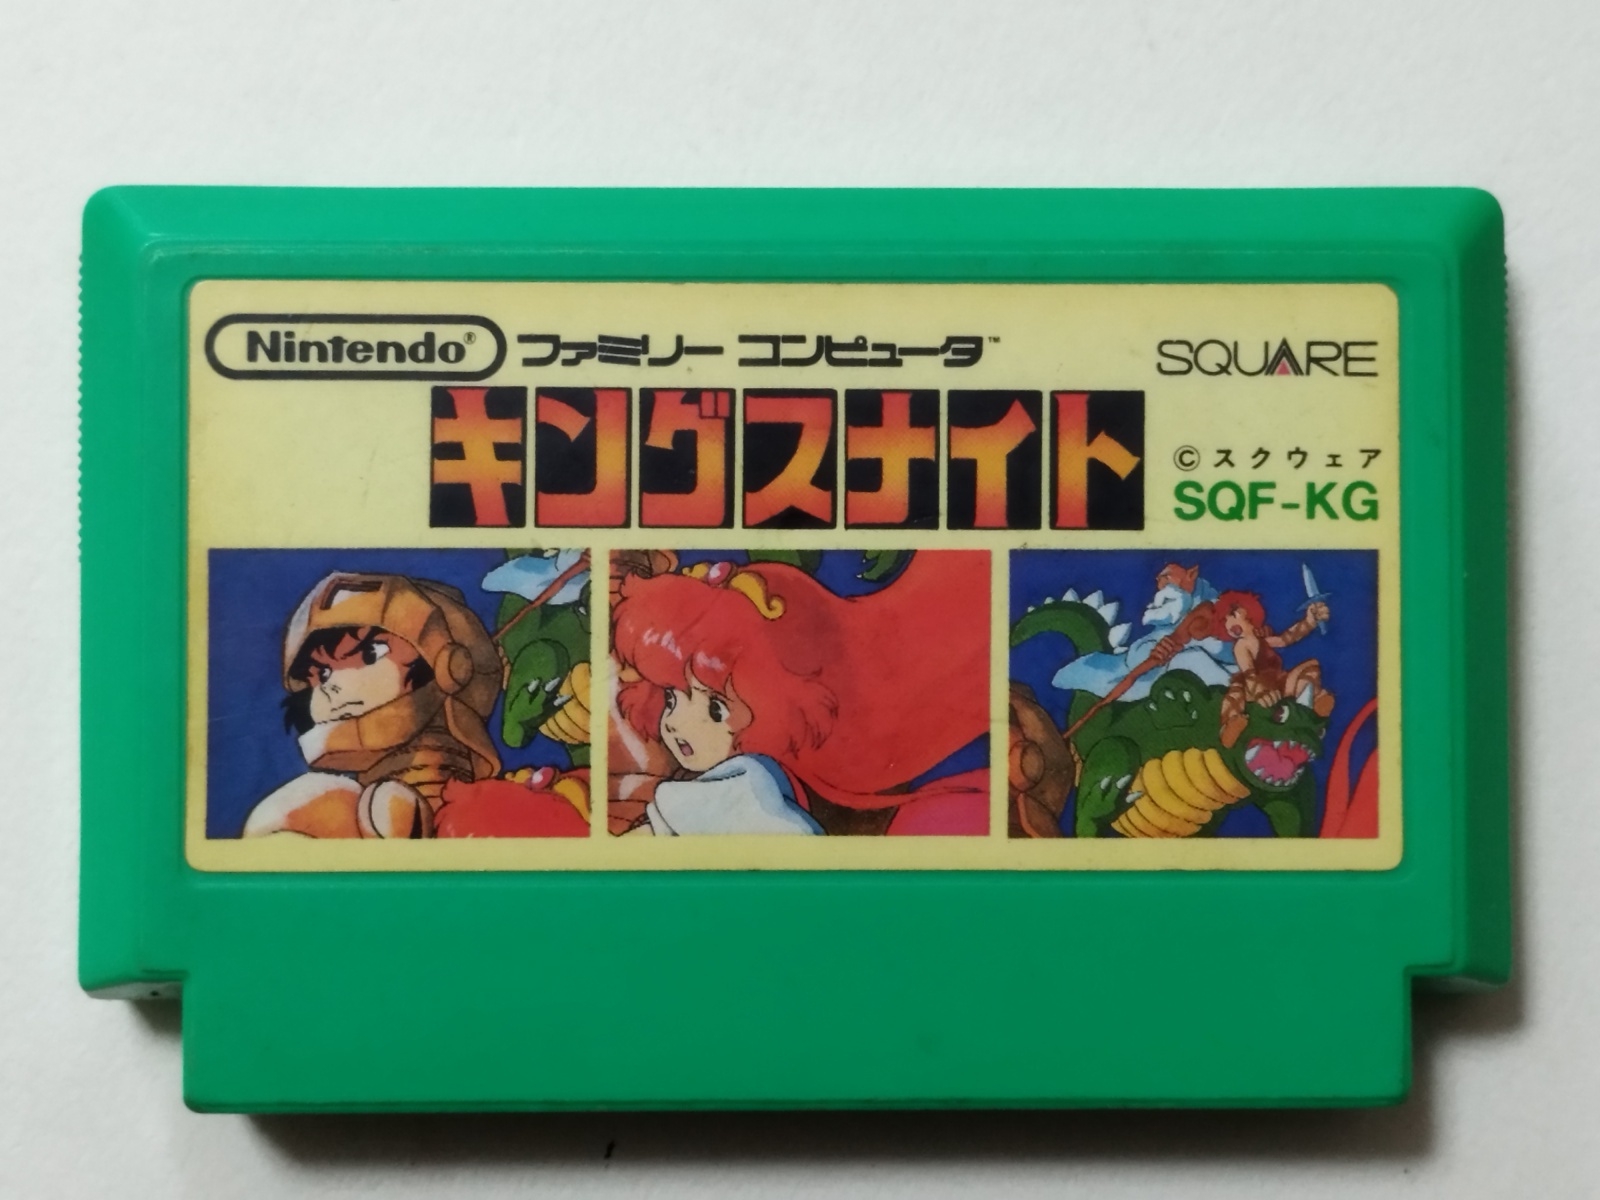 Nintendo® ファミリー コンピュータ™
SQUARE
キングスナイト
© スクウェア
SQF-KG